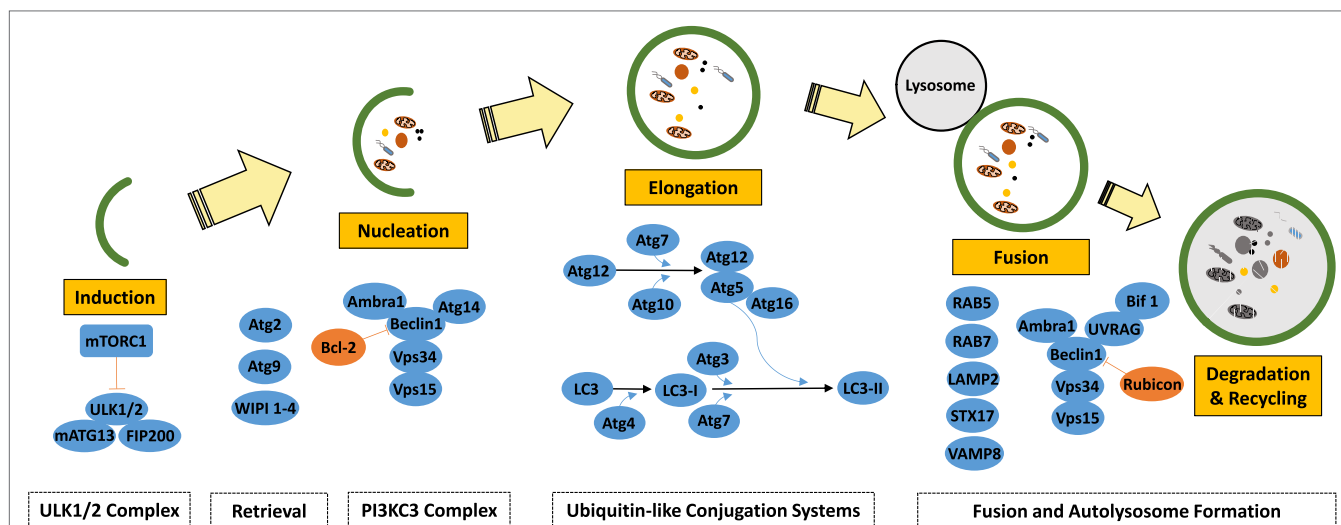 Lysosome
Elongation
Nucleation
Fusion
Induction
Degradation
& Recycling
mTORC1
ULK1/2
mATG13
FIP200
Atg2
Atg9
WIPI 1-4
Ambra1
Atg14
Beclin1
Bcl-2
Vps34
Vps15
Atg7
Atg12
Atg10
Atg12
Atg5
Atg16
LC3
Atg4
LC3-I
Atg3
Atg7
LC3-II
RAB5
RAB7
LAMP2
STX17
VAMP8
Bif 1
Ambra1
UVRAG
Beclin1
Rubicon
Vps34
Vps15
ULK1/2 Complex
Retrieval
PI3KC3 Complex
Ubiquitin-like Conjugation Systems
Fusion and Autolysosome Formation